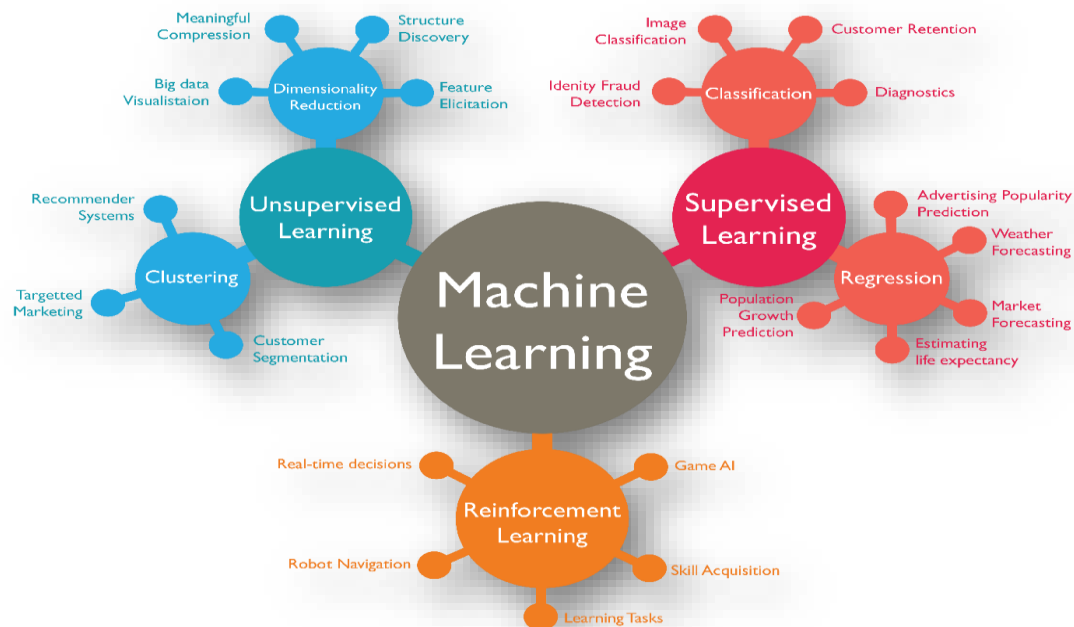 Meaningful
Compression
Structure
Discovery
Big data
Visualistaion
Dimensionality
Reduction
Feature
Elicitation
Unsupervised
Learning
Recommender
Systems
Clustering
Targetted
Marketing
Customer
Segmentation
Machine
Learning
Image
Classification
Customer Retention
Idenity Fraud
Detection
Classification
Diagnostics
Supervised
Learning
Advertising Popularity
Prediction
Weather
Forecasting
Regression
Population
Growth
Prediction
Market
Forecasting
Estimating
life expectancy
Real-time decisions
Game AI
Reinforcement
Learning
Robot Navigation
Skill Acquisition
Learning Tasks